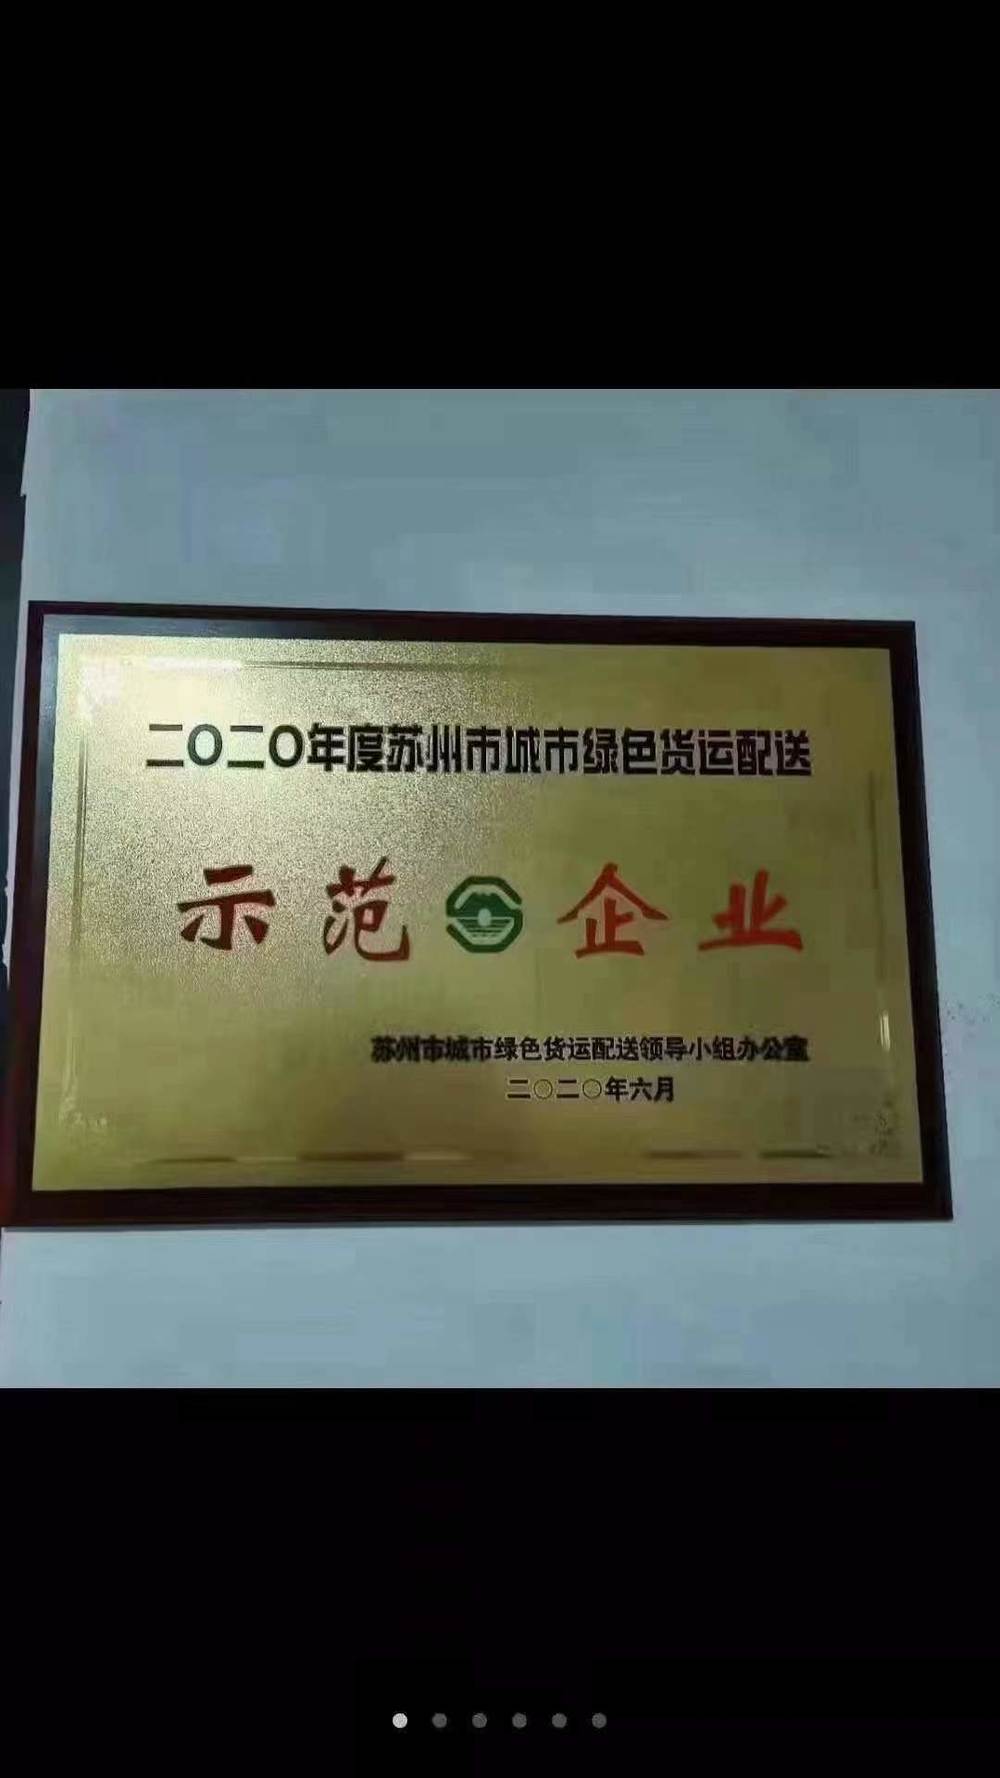 二〇二〇年度苏州市城市绿色货运配送
示范企业
苏州市城市绿色货运配送领导小组办公室
二〇二〇年六月